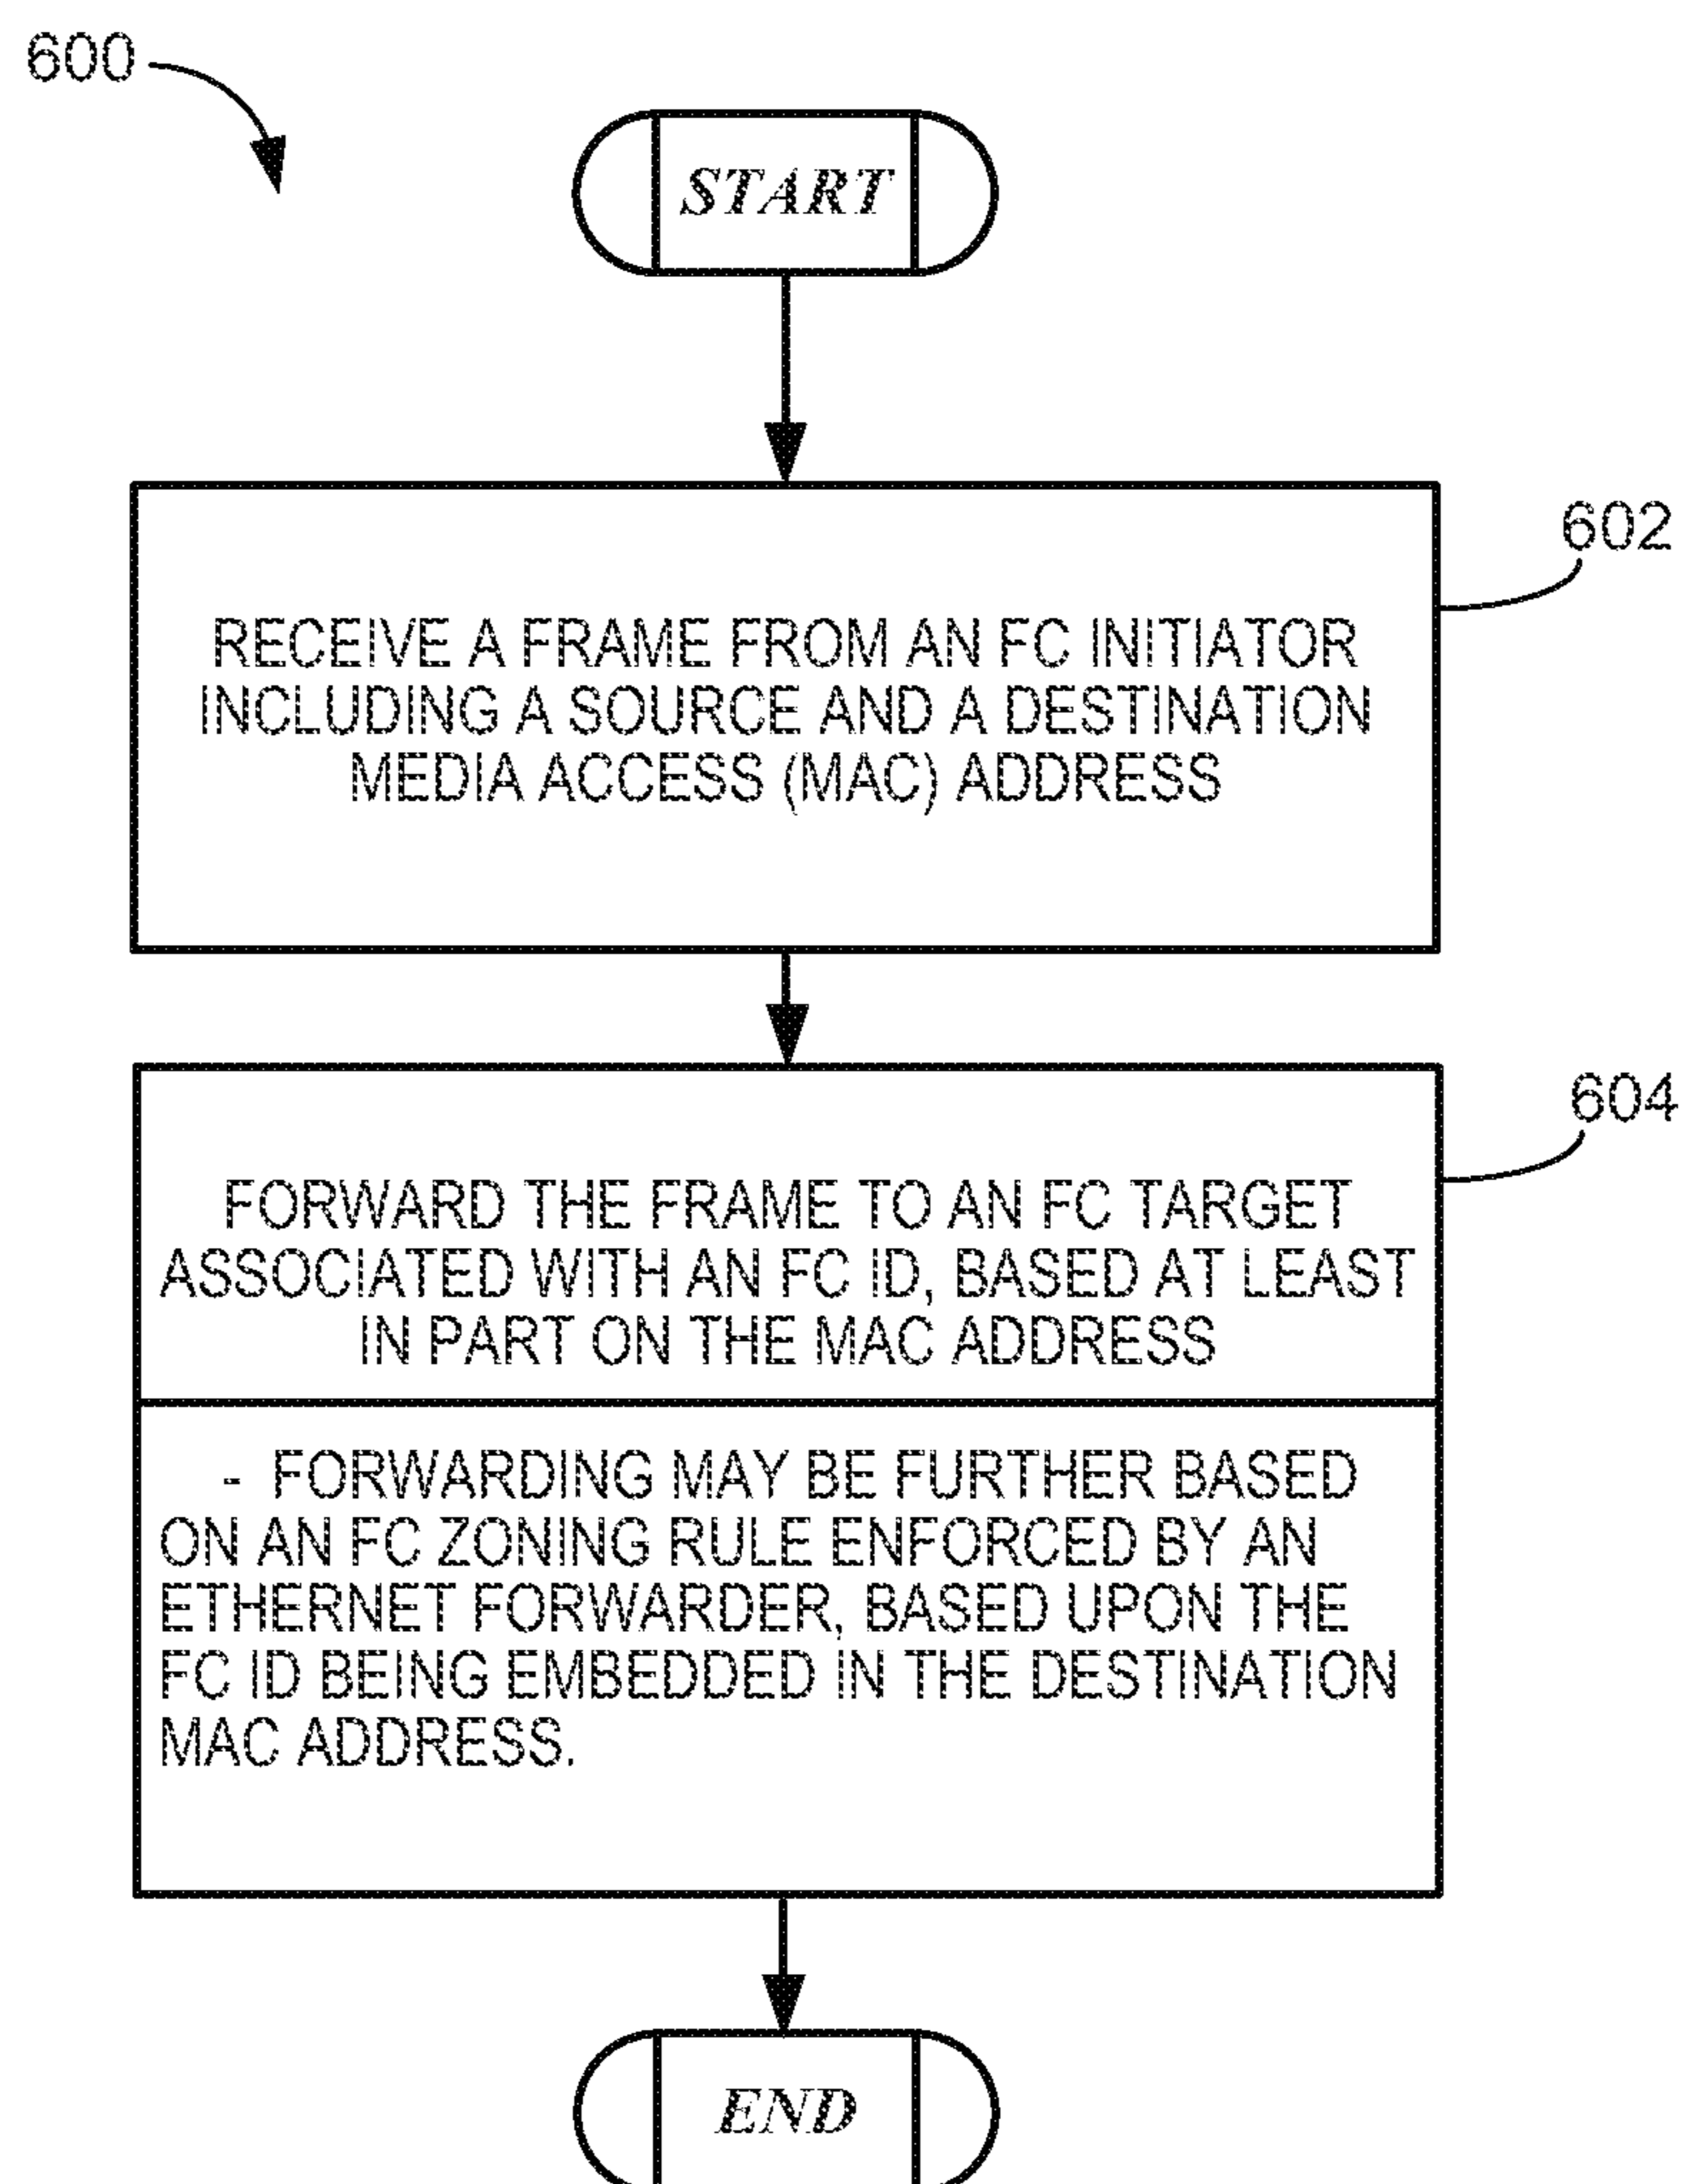 600
START
602
RECEIVE A FRAME FROM AN FC INITIATOR
INCLUDING A SOURCE AND A DESTINATION
MEDIA ACCESS (MAC) ADDRESS
604
FORWARD THE FRAME TO AN FC TARGET
ASSOCIATED WITH AN FC ID, BASED AT LEAST
IN PART ON THE MAC ADDRESS
- FORWARDING MAY BE FURTHER BASED
ON AN FC ZONING RULE ENFORCED BY AN
ETHERNET FORWARDER, BASED UPON THE
FC ID BEING EMBEDDED IN THE DESTINATION
MAC ADDRESS.
END